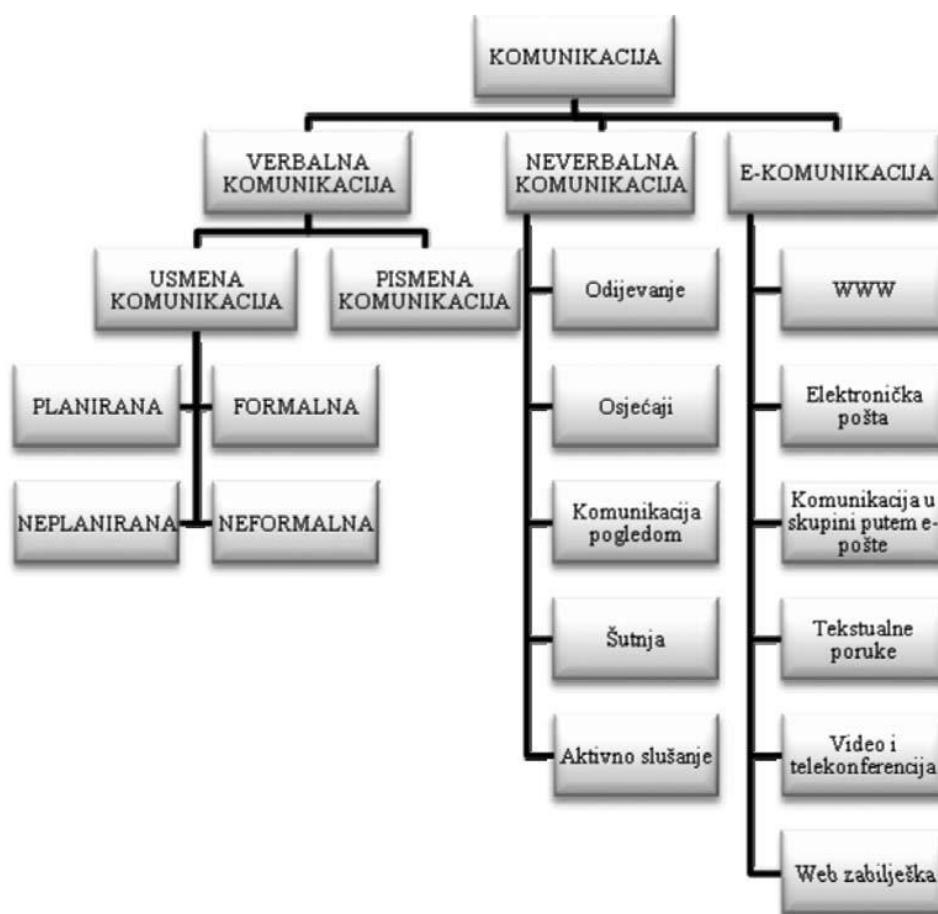 KOMUNIKACIJA
VERBALNA
KOMUNIKACIJA
NEVERBALNA
KOMUNIKACIJA
E-KOMUNIKACIJA
USMENA
KOMUNIKACIJA
PISMENA
KOMUNIKACIJA
PLANIRANA
FORMALNA
NEPLANIRANA
NEFORMALNA
Odijevanje
Osjećaji
Komunikacija
pogledom
Šutnja
Aktivno slušanje
WWW
Elektronička
pošta
Komunikacija u
skupini putem e-
pošte
Tekstualne
poruke
Video i
telekonferencija
Web zabilješka